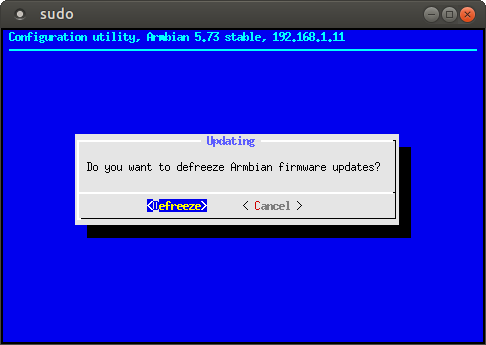 sudo
Configuration utility, Armbian 5.73 stable, 192.168.1.11
Updating
Do you want to defreeze Armbian firmware updates?
<Defreeze> < Cancel >